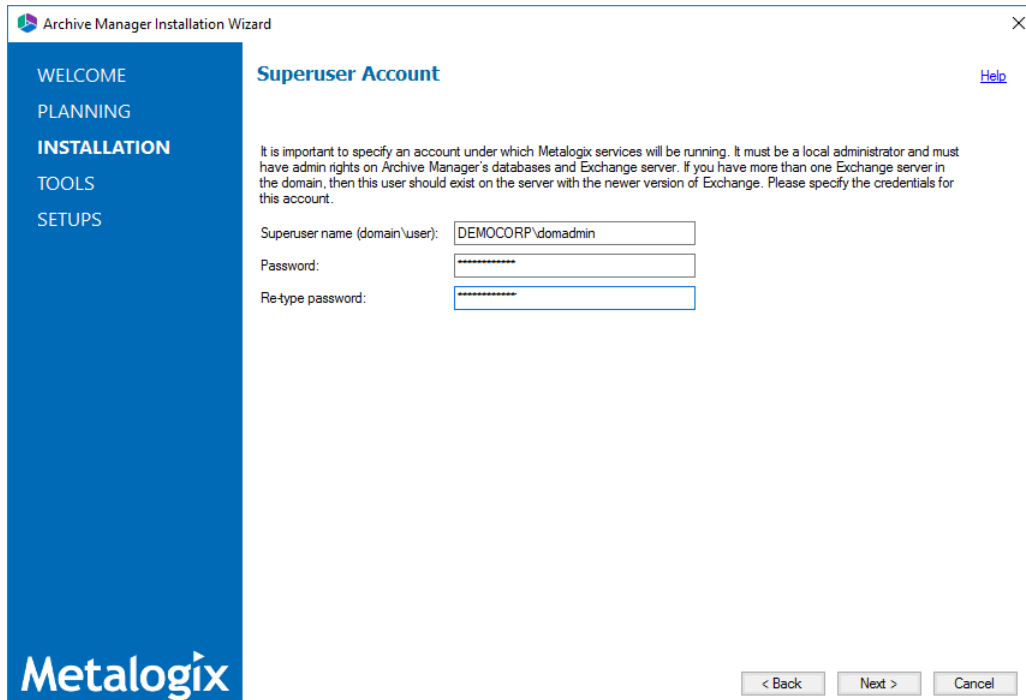 Archive Manager Installation Wizard
WELCOME
PLANNING
INSTALLATION
TOOLS
SETUPS
Superuser Account
Help
It is important to specify an account under which Metalogix services will be running. It must be a local administrator and must
have admin rights on Archive Manager's databases and Exchange server. If you have more than one Exchange server in
the domain, then this user should exist on the server with the newer version of Exchange. Please specify the credentials for
this account.
Superuser name (domain\user): DEMOCORP\domadmin
Password: ************
Re-type password: ************
Metalogix
< Back Next > Cancel